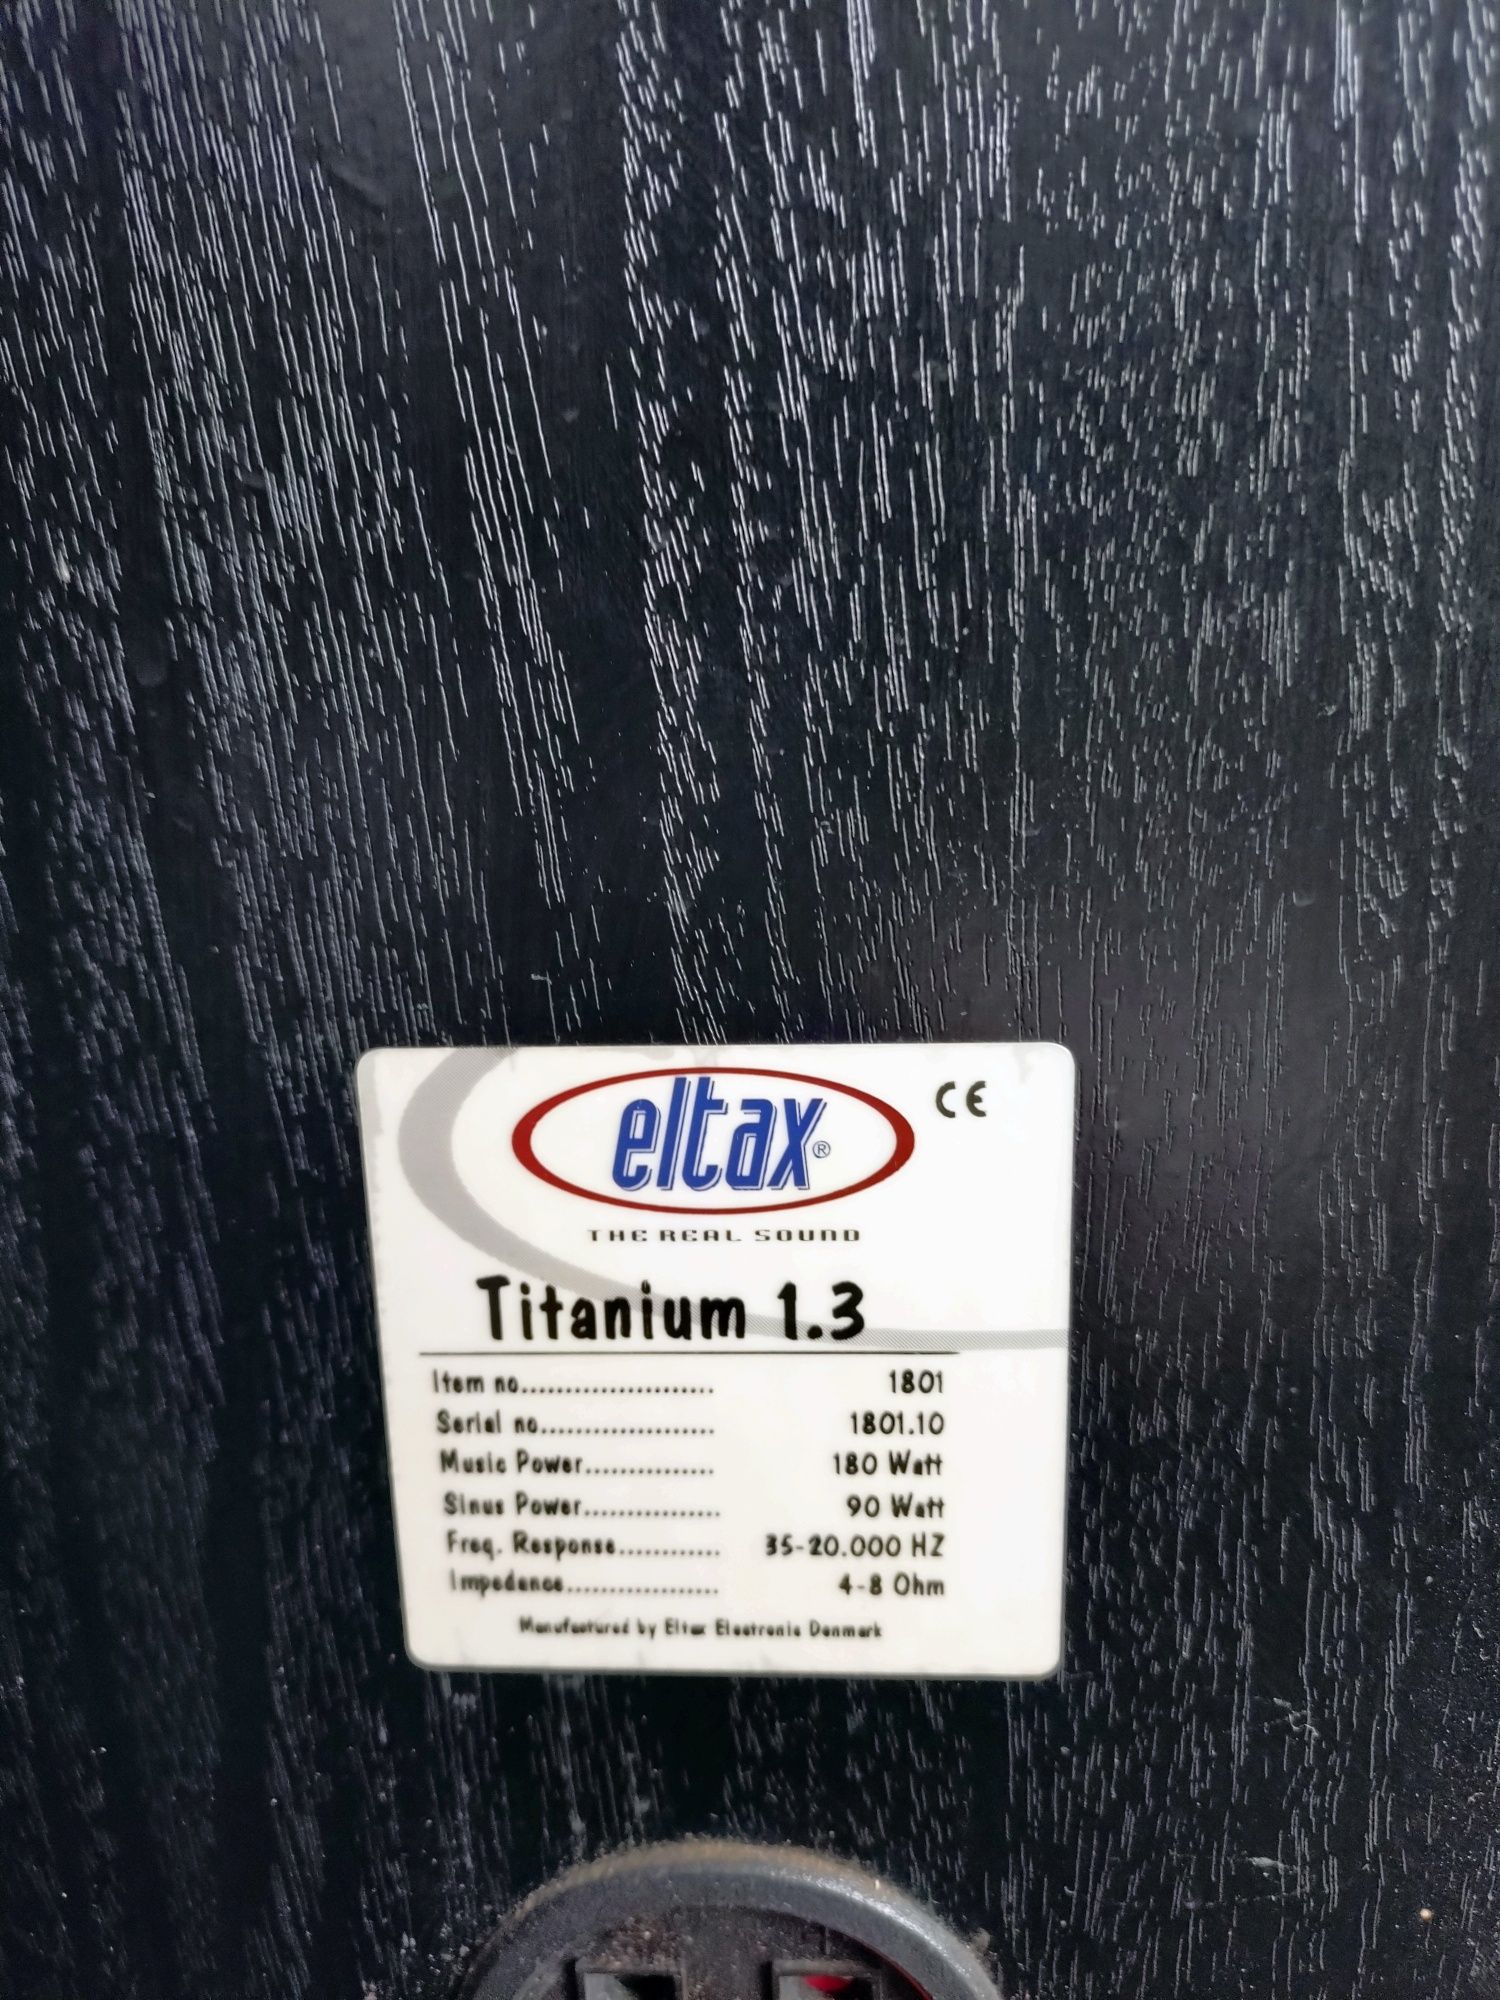 eltax®
CE
THE REAL SOUND
Titanium 1.3
Item no...................... 1801
Serial no.................... 1801.10
Music Power............... 180 Watt
Sinus Power................ 90 Watt
Freq. Response............ 35-20.000 HZ
Impedance.................. 4-8 Ohm
Manufactured by Eltax Electronic Denmark